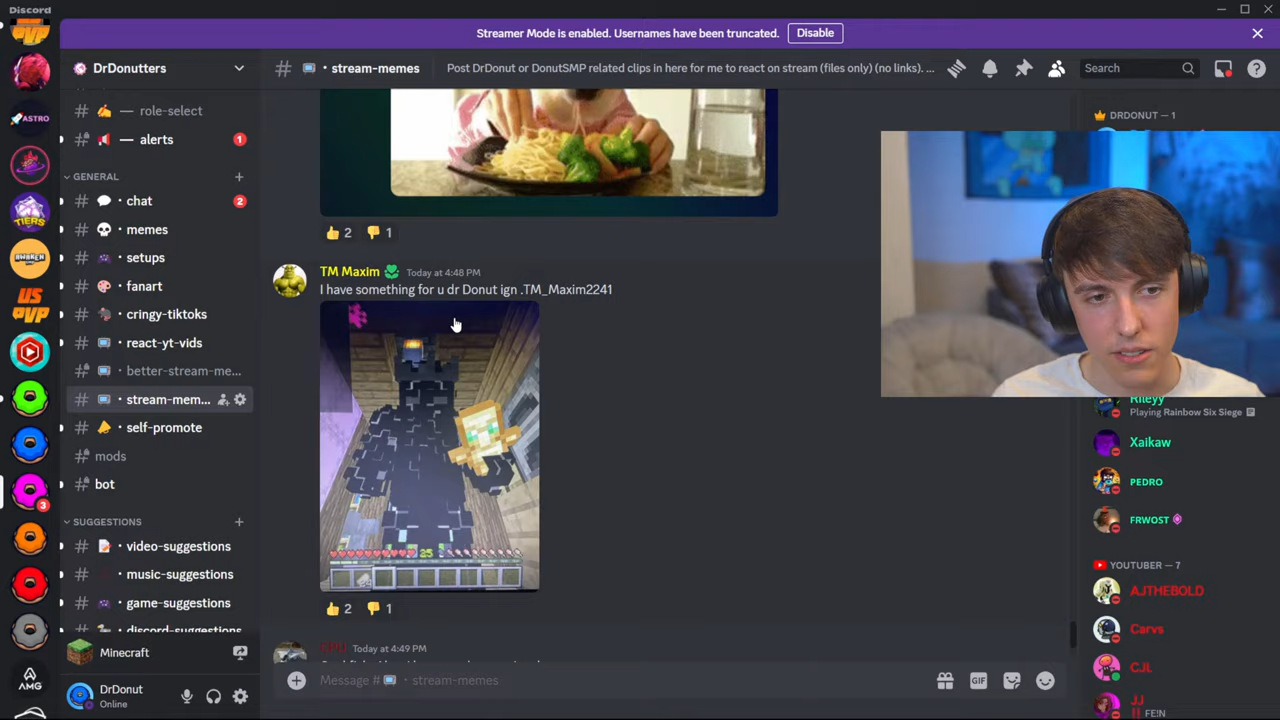 Discord
Streamer Mode is enabled. Usernames have been truncated.
Disable
DrDonutters
stream-memes
Post DrDonut or DonutSMP related clips in here for me to react on stream (files only) (no links). ...
Search
— role-select
— alerts
1
GENERAL
chat
2
memes
setups
fanart
cringy-tiktoks
react-yt-vids
better-stream-me...
stream-mem...
self-promote
mods
bot
SUGGESTIONS
video-suggestions
music-suggestions
game-suggestions
discord-suggestions
Minecraft
DrDonut
Online
ASTRO
TIERS
AWAKEN
US
PVP
3
AMG
2
1
TM Maxim
Today at 4:48 PM
I have something for u dr Donut ign .TM_Maxim2241
25
2
1
Today at 4:49 PM
Message #
stream-memes
GIF
DRDONUT — 1
Rileyy
Playing Rainbow Six Siege
Xaikaw
PEDRO
FRWOST
YOUTUBER — 7
AJTHEBOLD
Carvs
CJL
JJ
FE!N